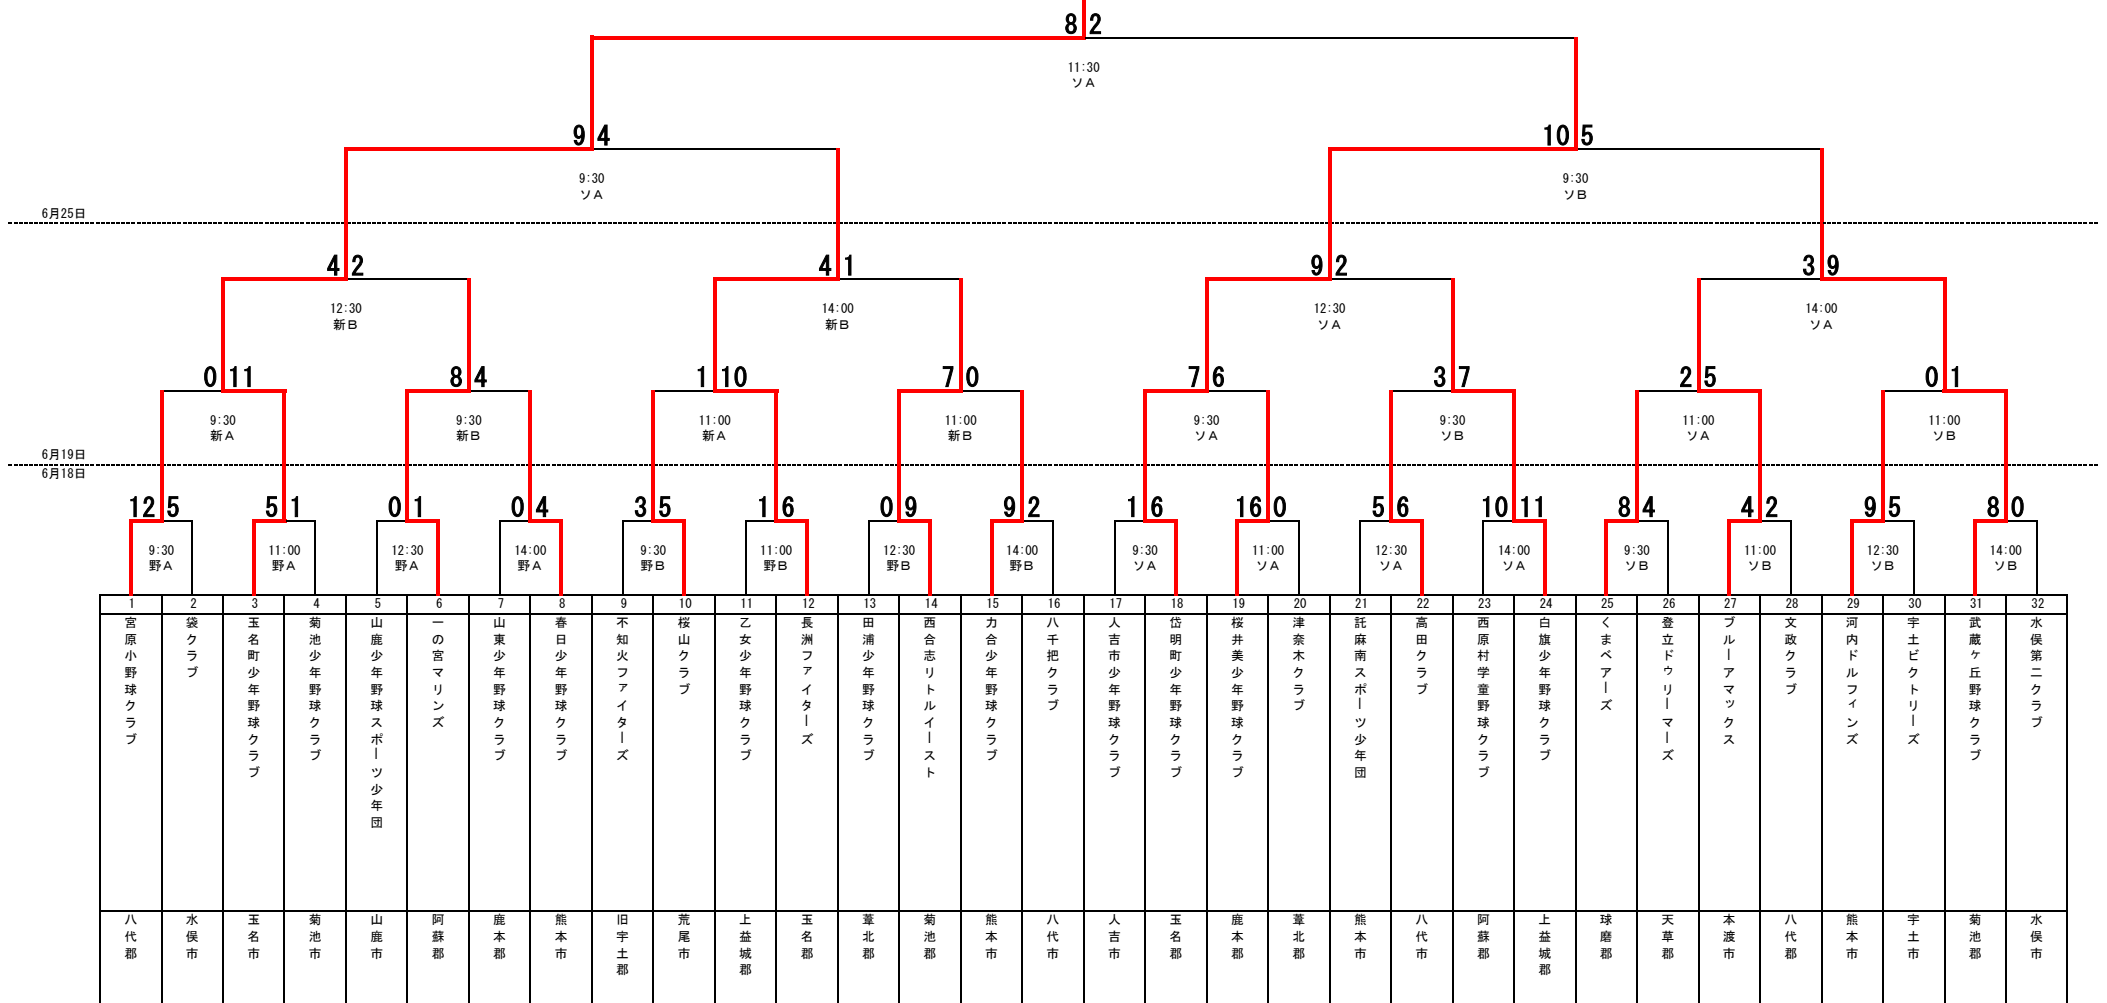 8 2
11:30
ソA
9 4
10 5
9:30
ソA
9:30
ソB
6月25日
4 2
4 1
9 2
3 9
12:30
新B
14:00
新B
12:30
ソA
14:00
ソA
0 11
8 4
1 10
7 0
7 6
3 7
2 5
0 1
9:30
新A
9:30
新B
11:00
新A
11:00
新B
9:30
ソA
9:30
ソB
11:00
ソA
11:00
ソB
6月19日
6月18日
12 5
5 1
0 1
0 4
3 5
1 6
0 9
9 2
1 6
16 0
5 6
10 11
8 4
4 2
9 5
8 0
9:30
野A
11:00
野A
12:30
野A
14:00
野A
9:30
野B
11:00
野B
12:30
野B
14:00
野B
9:30
ソA
11:00
ソA
12:30
ソA
14:00
ソA
9:30
ソB
11:00
ソB
12:30
ソB
14:00
ソB
1 2 3 4 5 6 7 8 9 10 11 12 13 14 15 16 17 18 19 20 21 22 23 24 25 26 27 28 29 30 31 32
宮原小野球クラブ
袋クラブ
玉名町少年野球クラブ
菊池少年野球クラブ
山鹿少年野球スポーツ少年団
一の宮マリンズ
山東少年野球クラブ
春日少年野球クラブ
不知火ファイターズ
桜山クラブ
乙女少年野球クラブ
長洲ファイターズ
田浦少年野球クラブ
西合志リトルイースト
力合少年野球クラブ
八千把クラブ
人吉市少年野球クラブ
岱明町少年野球クラブ
桜井美少年野球クラブ
津奈木クラブ
託麻南スポーツ少年団
高田クラブ
西原村学童野球クラブ
白旗少年野球クラブ
くまベアーズ
登立ドゥリーマーズ
ブルーアマックス
文政クラブ
河内ドルフィンズ
宇土ビクトリーズ
武蔵ヶ丘野球クラブ
水俣第二クラブ
八代郡
水俣市
玉名市
菊池市
山鹿市
阿蘇郡
鹿本郡
熊本市
旧宇土郡
荒尾市
上益城郡
玉名郡
葦北郡
菊池郡
熊本市
八代市
人吉市
玉名郡
鹿本郡
葦北郡
熊本市
八代市
阿蘇郡
上益城郡
球磨郡
天草郡
本渡市
八代郡
熊本市
宇土市
菊池郡
水俣市